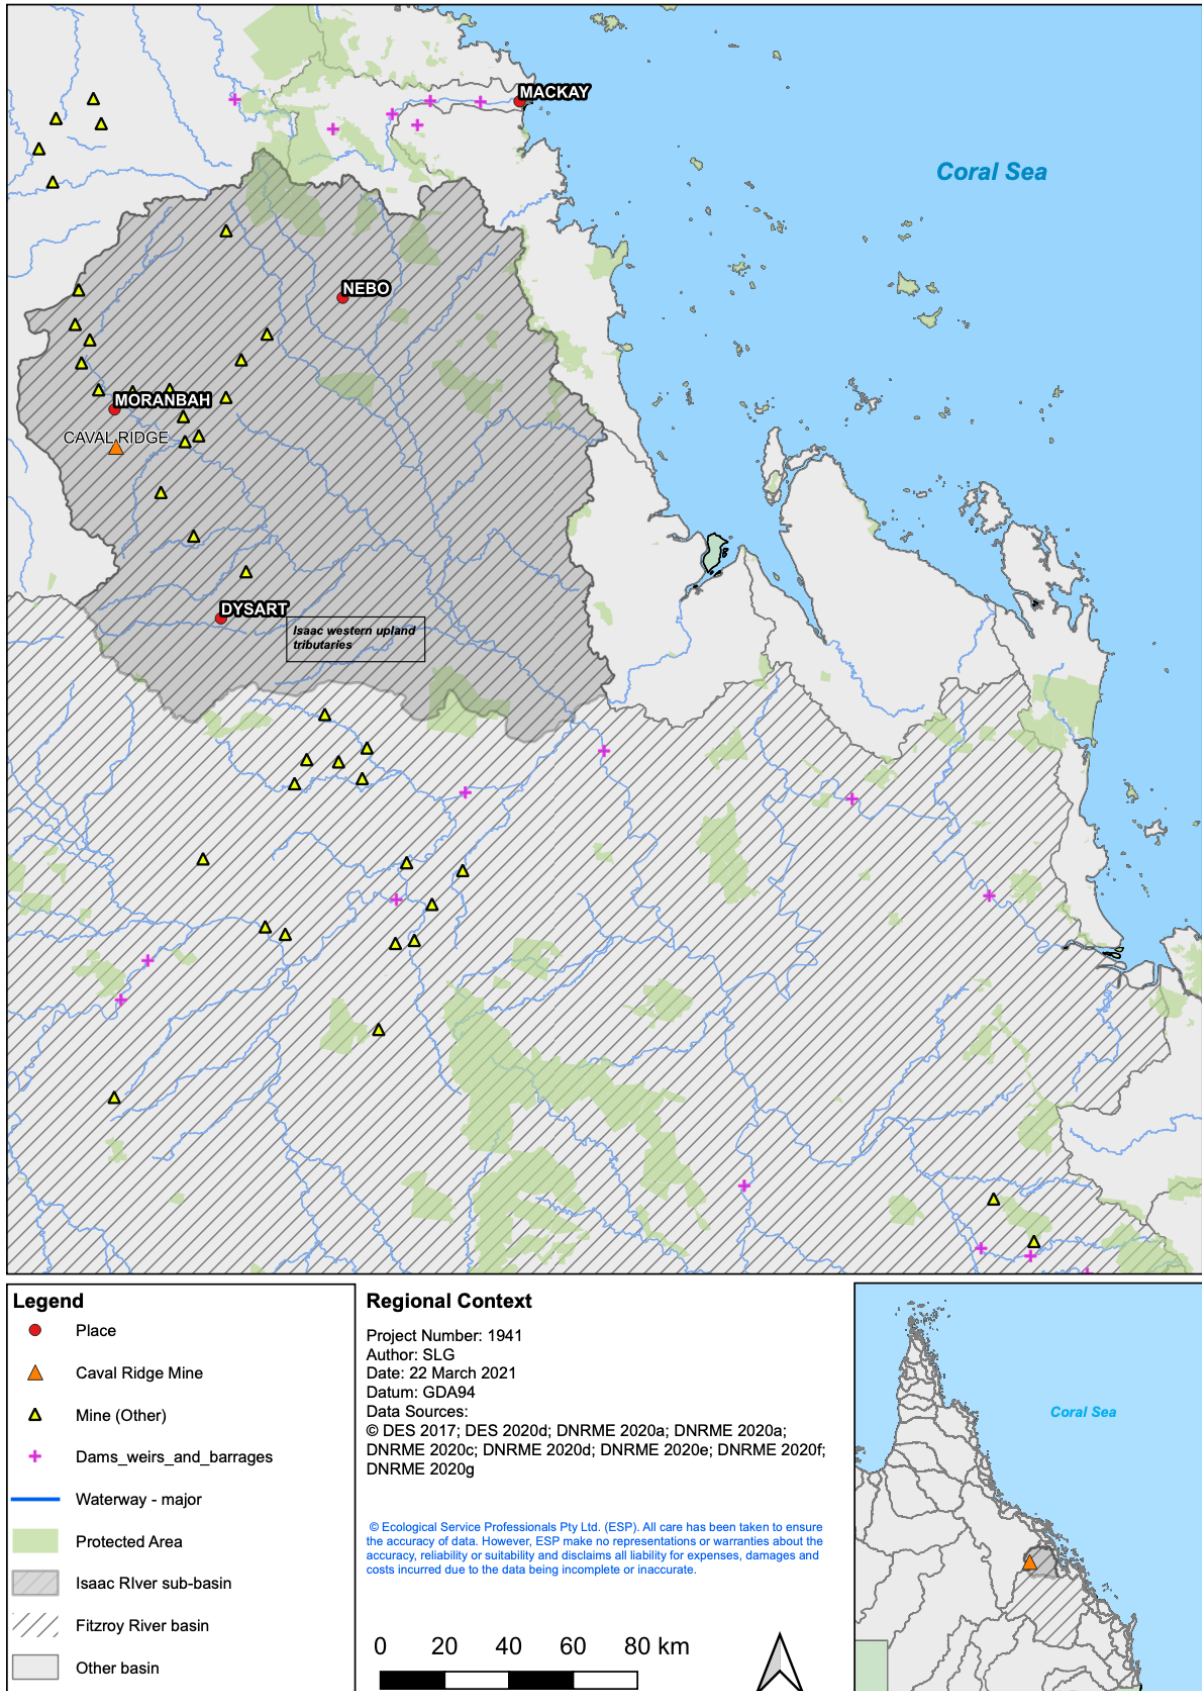 MACKAY
Coral Sea
NEBO
MORANBAH
CAVAL RIDGE
DYSART
Isaac western upland
tributaries
Legend
Place
Caval Ridge Mine
Mine (Other)
Dams_weirs_and_barrages
Waterway - major
Protected Area
Isaac RIver sub-basin
Fitzroy River basin
Other basin
Regional Context
Project Number: 1941
Author: SLG
Date: 22 March 2021
Datum: GDA94
Data Sources:
© DES 2017; DES 2020d; DNRME 2020a; DNRME 2020a;
DNRME 2020c; DNRME 2020d; DNRME 2020e; DNRME 2020f;
DNRME 2020g
© Ecological Service Professionals Pty Ltd. (ESP). All care has been taken to ensure
the accuracy of data. However, ESP make no representations or warranties about the
accuracy, reliability or suitability and disclaims all liability for expenses, damages and
costs incurred due to the data being incomplete or inaccurate.
0 20 40 60 80 km
Coral Sea